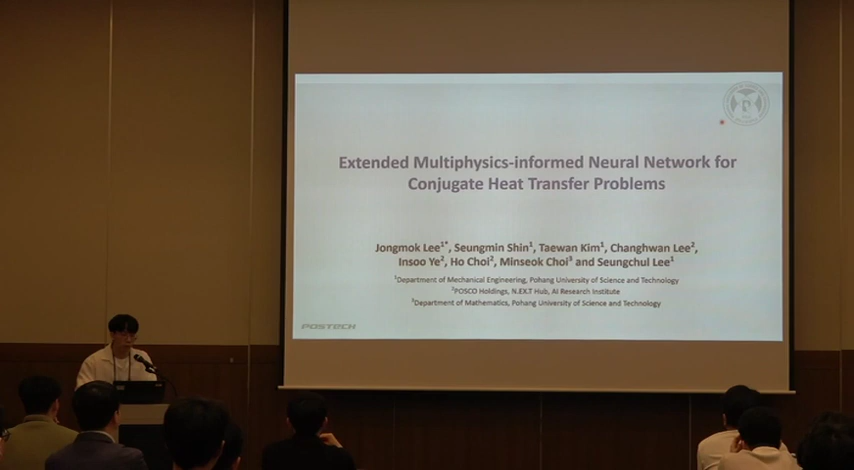 Extended Multiphysics-informed Neural Network for
Conjugate Heat Transfer Problems
Jongmok Lee¹*, Seungmin Shin¹, Taewan Kim¹, Changhwan Lee²,
Insoo Ye², Ho Choi², Minseok Choi³ and Seungchul Lee¹
¹Department of Mechanical Engineering, Pohang University of Science and Technology
²POSCO Holdings, N.EX.T Hub, AI Research Institute
³Department of Mathematics, Pohang University of Science and Technology
POSTECH